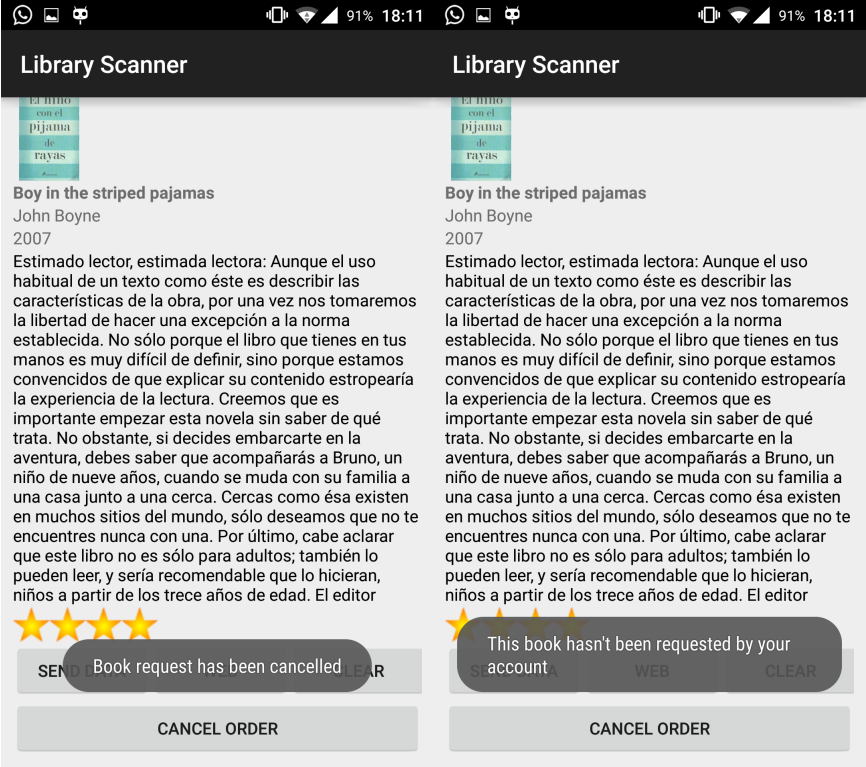 91% 18:11
Library Scanner
El niño
con el
pijama
de
rayas
Boy in the striped pajamas
John Boyne
2007
Estimado lector, estimada lectora: Aunque el uso
habitual de un texto como éste es describir las
características de la obra, por una vez nos tomaremos
la libertad de hacer una excepción a la norma
establecida. No sólo porque el libro que tienes en tus
manos es muy difícil de definir, sino porque estamos
convencidos de que explicar su contenido estropearía
la experiencia de la lectura. Creemos que es
importante empezar esta novela sin saber de qué
trata. No obstante, si decides embarcarte en la
aventura, debes saber que acompañarás a Bruno, un
niño de nueve años, cuando se muda con su familia a
una casa junto a una cerca. Cercas como ésa existen
en muchos sitios del mundo, sólo deseamos que no te
encuentres nunca con una. Por último, cabe aclarar
que este libro no es sólo para adultos; también lo
pueden leer, y sería recomendable que lo hicieran,
niños a partir de los trece años de edad. El editor
Book request has been cancelled
SEND DATA WEB CLEAR
CANCEL ORDER
91% 18:11
Library Scanner
El niño
con el
pijama
de
rayas
Boy in the striped pajamas
John Boyne
2007
Estimado lector, estimada lectora: Aunque el uso
habitual de un texto como éste es describir las
características de la obra, por una vez nos tomaremos
la libertad de hacer una excepción a la norma
establecida. No sólo porque el libro que tienes en tus
manos es muy difícil de definir, sino porque estamos
convencidos de que explicar su contenido estropearía
la experiencia de la lectura. Creemos que es
importante empezar esta novela sin saber de qué
trata. No obstante, si decides embarcarte en la
aventura, debes saber que acompañarás a Bruno, un
niño de nueve años, cuando se muda con su familia a
una casa junto a una cerca. Cercas como ésa existen
en muchos sitios del mundo, sólo deseamos que no te
encuentres nunca con una. Por último, cabe aclarar
que este libro no es sólo para adultos; también lo
pueden leer, y sería recomendable que lo hicieran,
niños a partir de los trece años de edad. El editor
This book hasn't been requested by your
account
SEND DATA WEB CLEAR
CANCEL ORDER